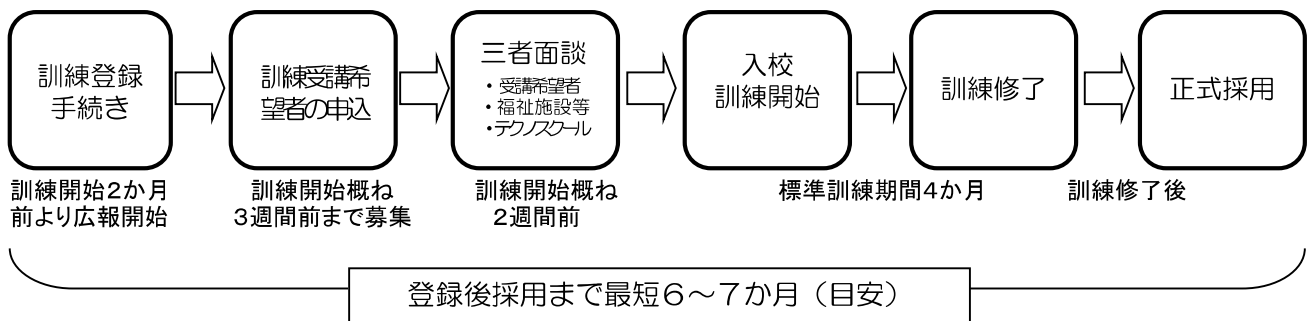 訓練登録
手続き
訓練受講希
望者の申込
三者面談
・受講希望者
・福祉施設等
・テクノスクール
入校
訓練開始
訓練修了
正式採用
訓練開始2か月
前より広報開始
訓練開始概ね
3週間前まで募集
訓練開始概ね
2週間前
標準訓練期間4か月
訓練修了後
登録後採用まで最短6～7か月（目安）